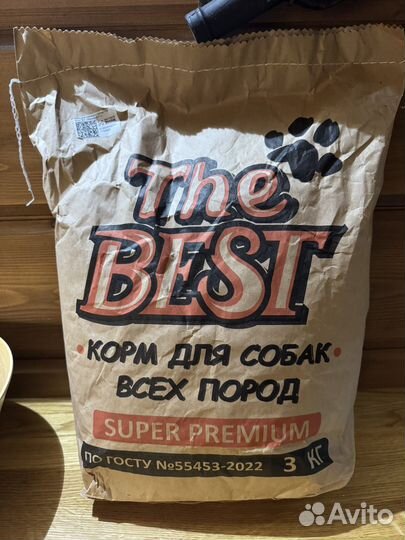 The
BEST
• КОРМ ДЛЯ СОБАК •
ВСЕХ ПОРОД
SUPER PREMIUM
ПО ГОСТУ №55453-2022 3 КГ
Avito